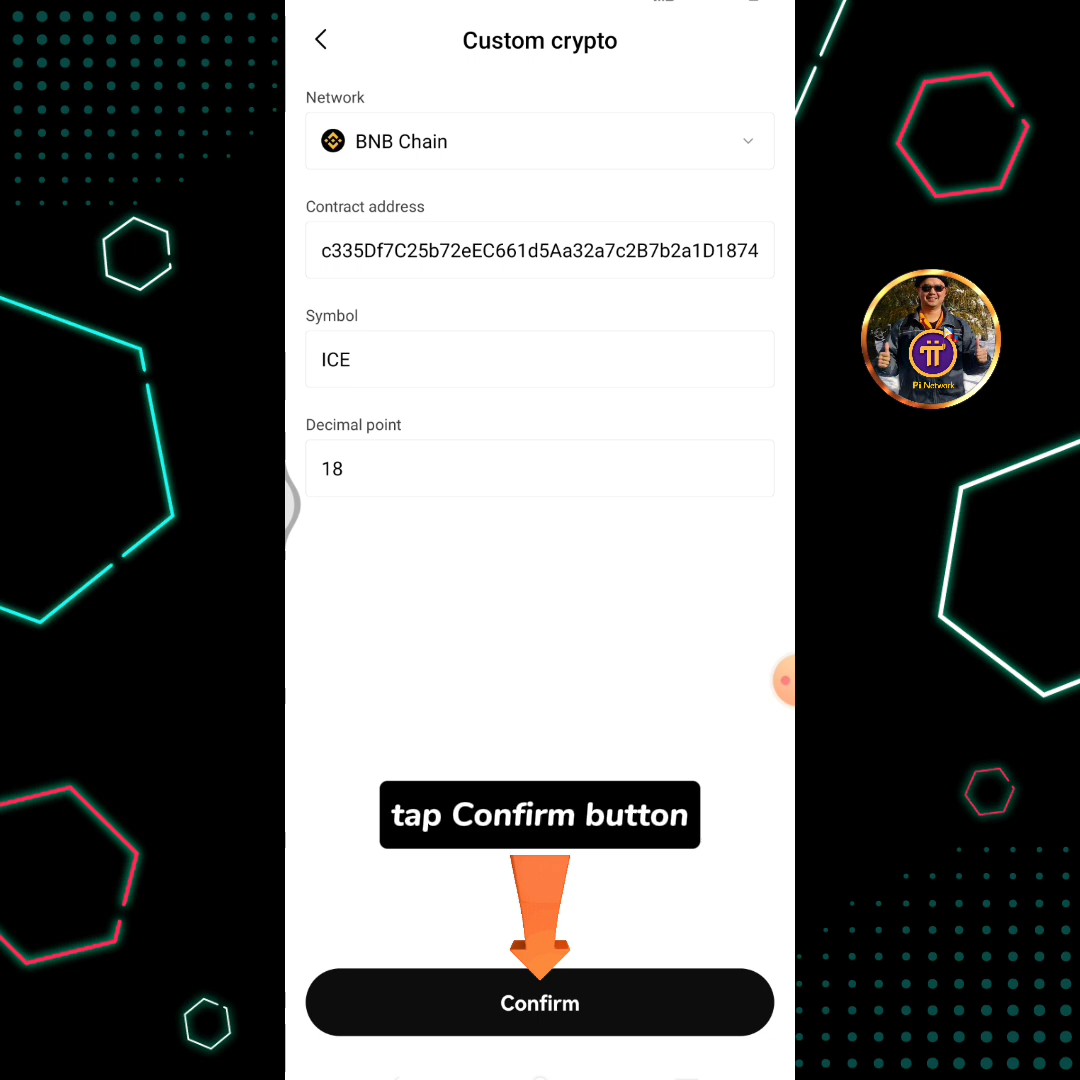 Custom crypto
Network
BNB Chain
Contract address
c335Df7C25b72eEC661d5Aa32a7c2B7b2a1D1874
Symbol
ICE
Pi Network
Decimal point
18
tap Confirm button
Confirm